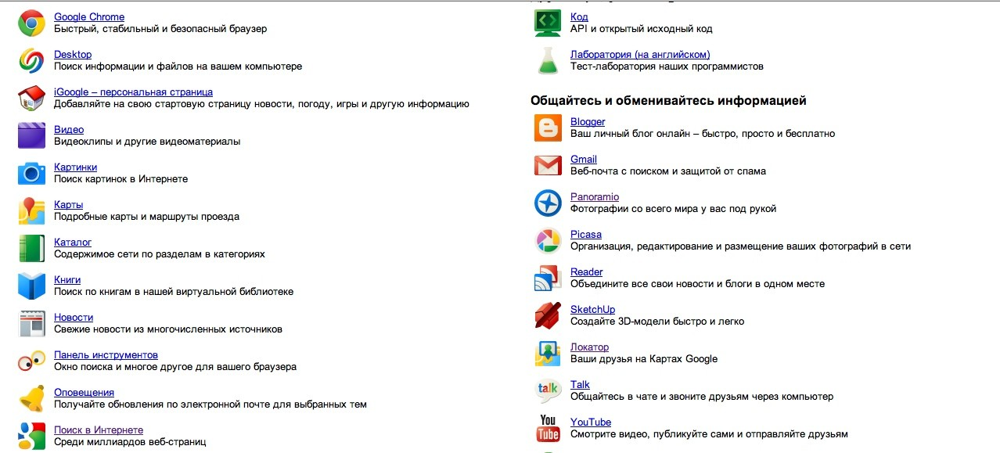 Google Chrome
Быстрый, стабильный и безопасный браузер
Desktop
Поиск информации и файлов на вашем компьютере
iGoogle – персональная страница
Добавляйте на свою стартовую страницу новости, погоду, игры и другую информацию
Видео
Видеоклипы и другие видеоматериалы
Картинки
Поиск картинок в Интернете
Карты
Подробные карты и маршруты проезда
Каталог
Содержимое сети по разделам в категориях
Книги
Поиск по книгам в нашей виртуальной библиотеке
Новости
Свежие новости из многочисленных источников
Панель инструментов
Окно поиска и многое другое для вашего браузера
Оповещения
Получайте обновления по электронной почте для выбранных тем
Поиск в Интернете
Среди миллиардов веб-страниц
Код
API и открытый исходный код
Лаборатория (на английском)
Тест-лаборатория наших программистов
Общайтесь и обменивайтесь информацией
Blogger
Ваш личный блог онлайн – быстро, просто и бесплатно
Gmail
Веб-почта с поиском и защитой от спама
Panoramio
Фотографии со всего мира у вас под рукой
Picasa
Организация, редактирование и размещение ваших фотографий в сети
Reader
Объедините все свои новости и блоги в одном месте
SketchUp
Создайте 3D-модели быстро и легко
Локатор
Ваши друзья на Картах Google
talk
Talk
Общайтесь в чате и звоните друзьям через компьютер
You
Tube
YouTube
Смотрите видео, публикуйте сами и отправляйте друзьям